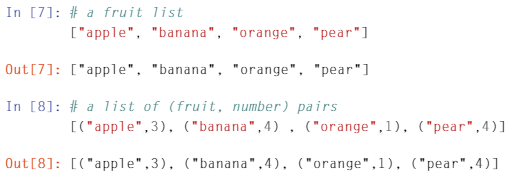 In [7]: # a fruit list
["apple", "banana", "orange", "pear"]
Out[7]: ["apple", "banana", "orange", "pear"]
In [8]: # a list of (fruit, number) pairs
[("apple",3), ("banana",4) , ("orange",1), ("pear",4)]
Out[8]: [("apple",3), ("banana",4), ("orange",1), ("pear",4)]